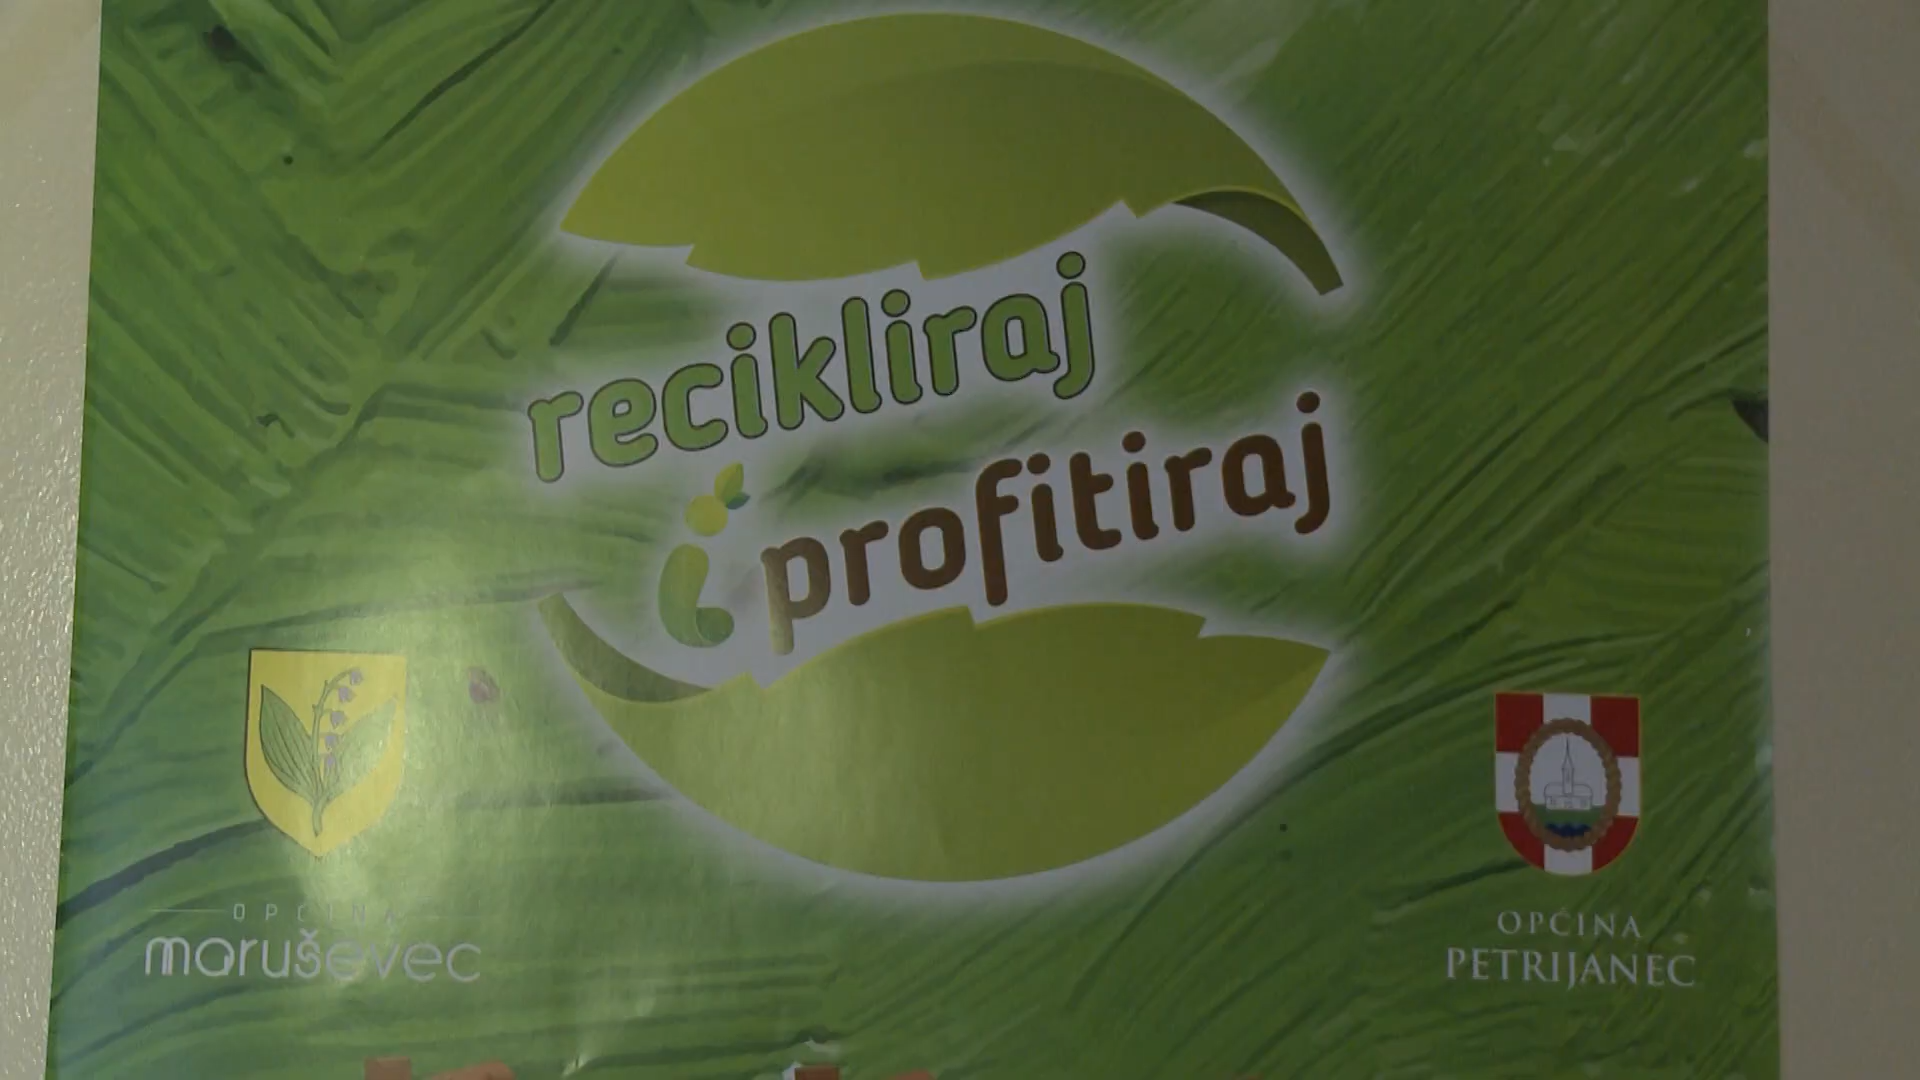 recikliraj
i profitiraj
OPĆINA
maruševec
OPĆINA
PETRIJANEC